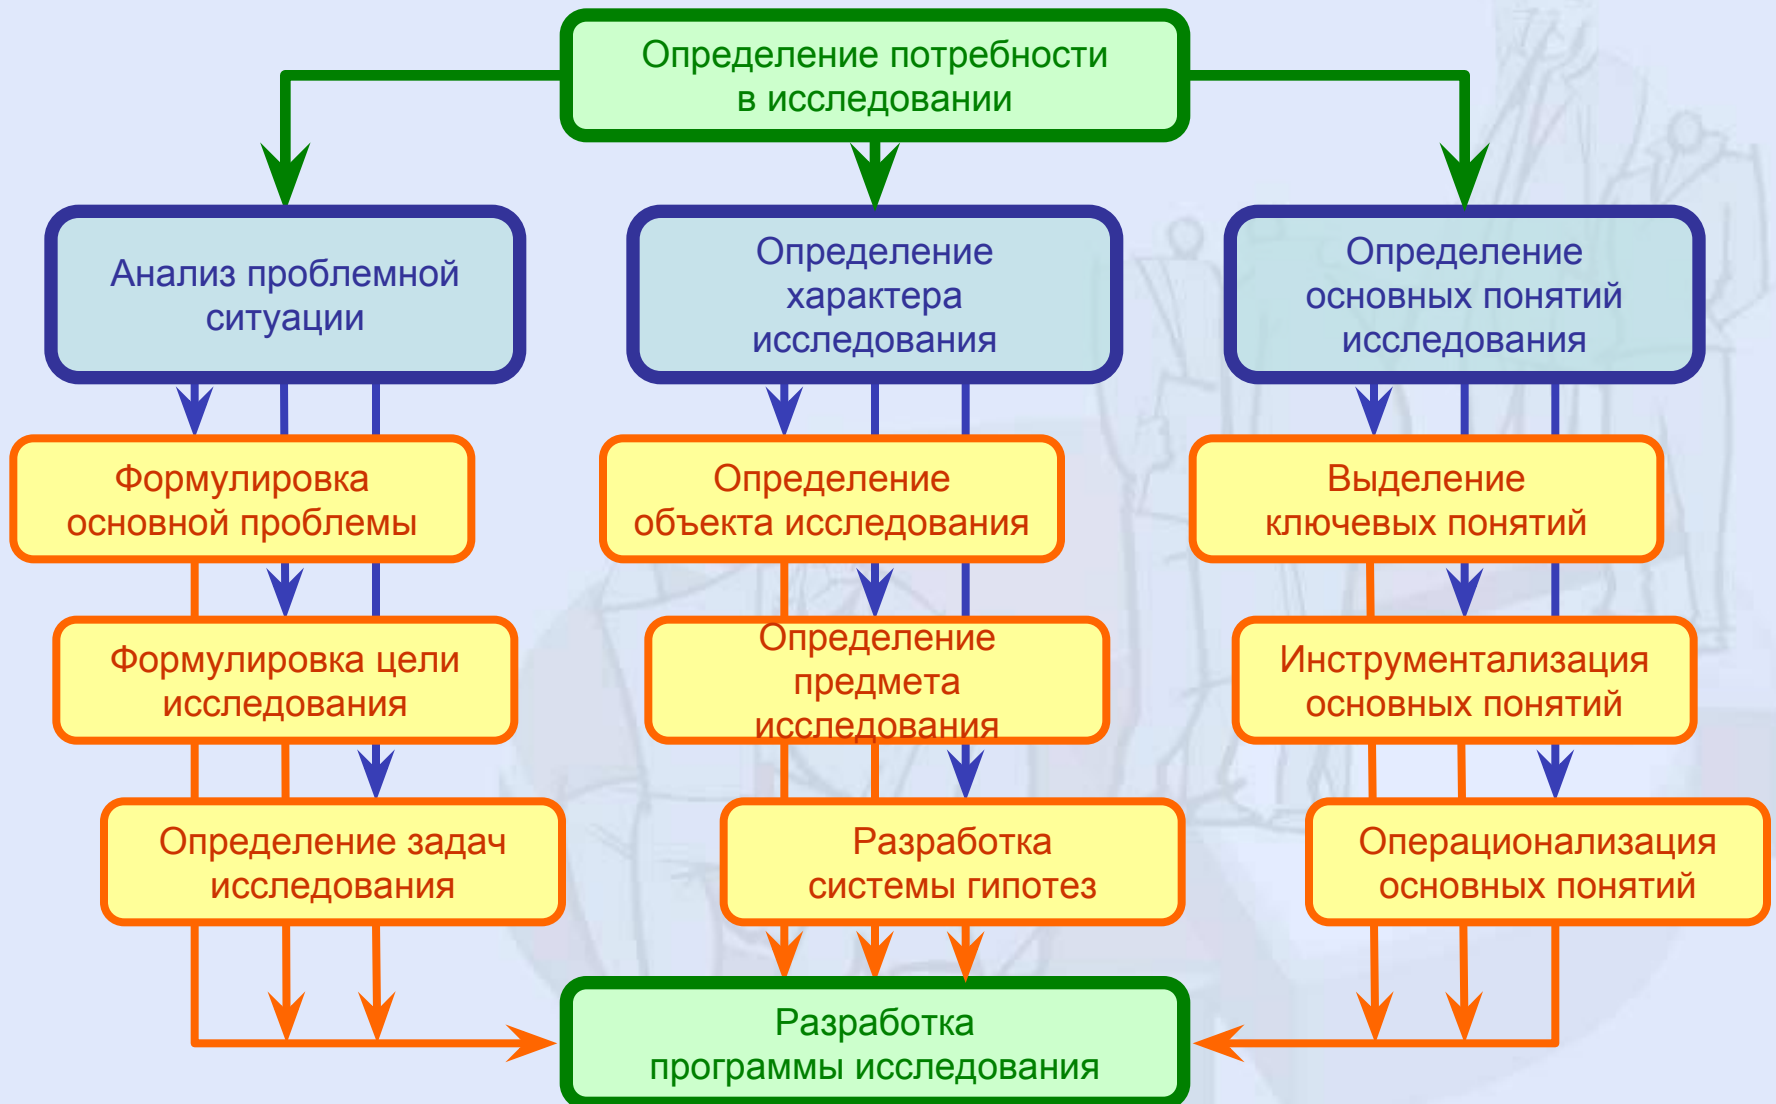 Определение потребности
в исследовании
Анализ проблемной
ситуации
Определение
характера
исследования
Определение
основных понятий
исследования
Формулировка
основной проблемы
Определение
объекта исследования
Выделение
ключевых понятий
Формулировка цели
исследования
Определение
предмета
исследования
Инструментализация
основных понятий
Определение задач
исследования
Разработка
системы гипотез
Операционализация
основных понятий
Разработка
программы исследования